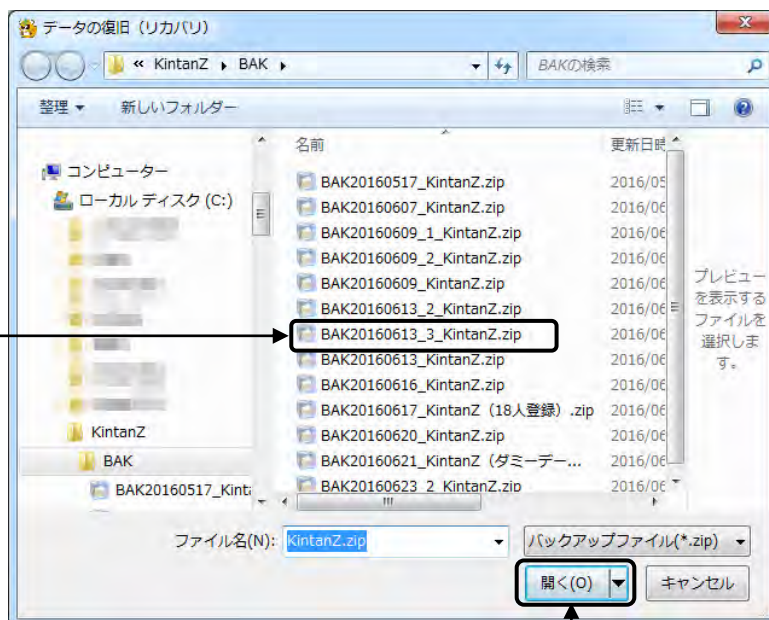 データの復旧（リカバリ）
« KintanZ ▸ BAK ▸
BAKの検索
整理 ▼ 新しいフォルダー
名前 更新日時
コンピューター
ローカル ディスク (C:)
KintanZ
BAK
BAK20160517_Kinta
BAK20160517_KintanZ.zip 2016/05
BAK20160607_KintanZ.zip 2016/06
BAK20160609_1_KintanZ.zip 2016/06
BAK20160609_2_KintanZ.zip 2016/06
BAK20160609_KintanZ.zip 2016/06
BAK20160613_2_KintanZ.zip 2016/06
BAK20160613_3_KintanZ.zip 2016/06
BAK20160613_KintanZ.zip 2016/06
BAK20160616_KintanZ.zip 2016/06
BAK20160617_KintanZ（18人登録）.zip 2016/06
BAK20160620_KintanZ.zip 2016/06
BAK20160621_KintanZ（ダミーデー... 2016/06
BAK20160623_2_KintanZ.zip 2016/06
プレビュー
を表示する
ファイルを
選択しま
す。
ファイル名(N): KintanZ.zip バックアップファイル(*.zip)
開く(O) キャンセル